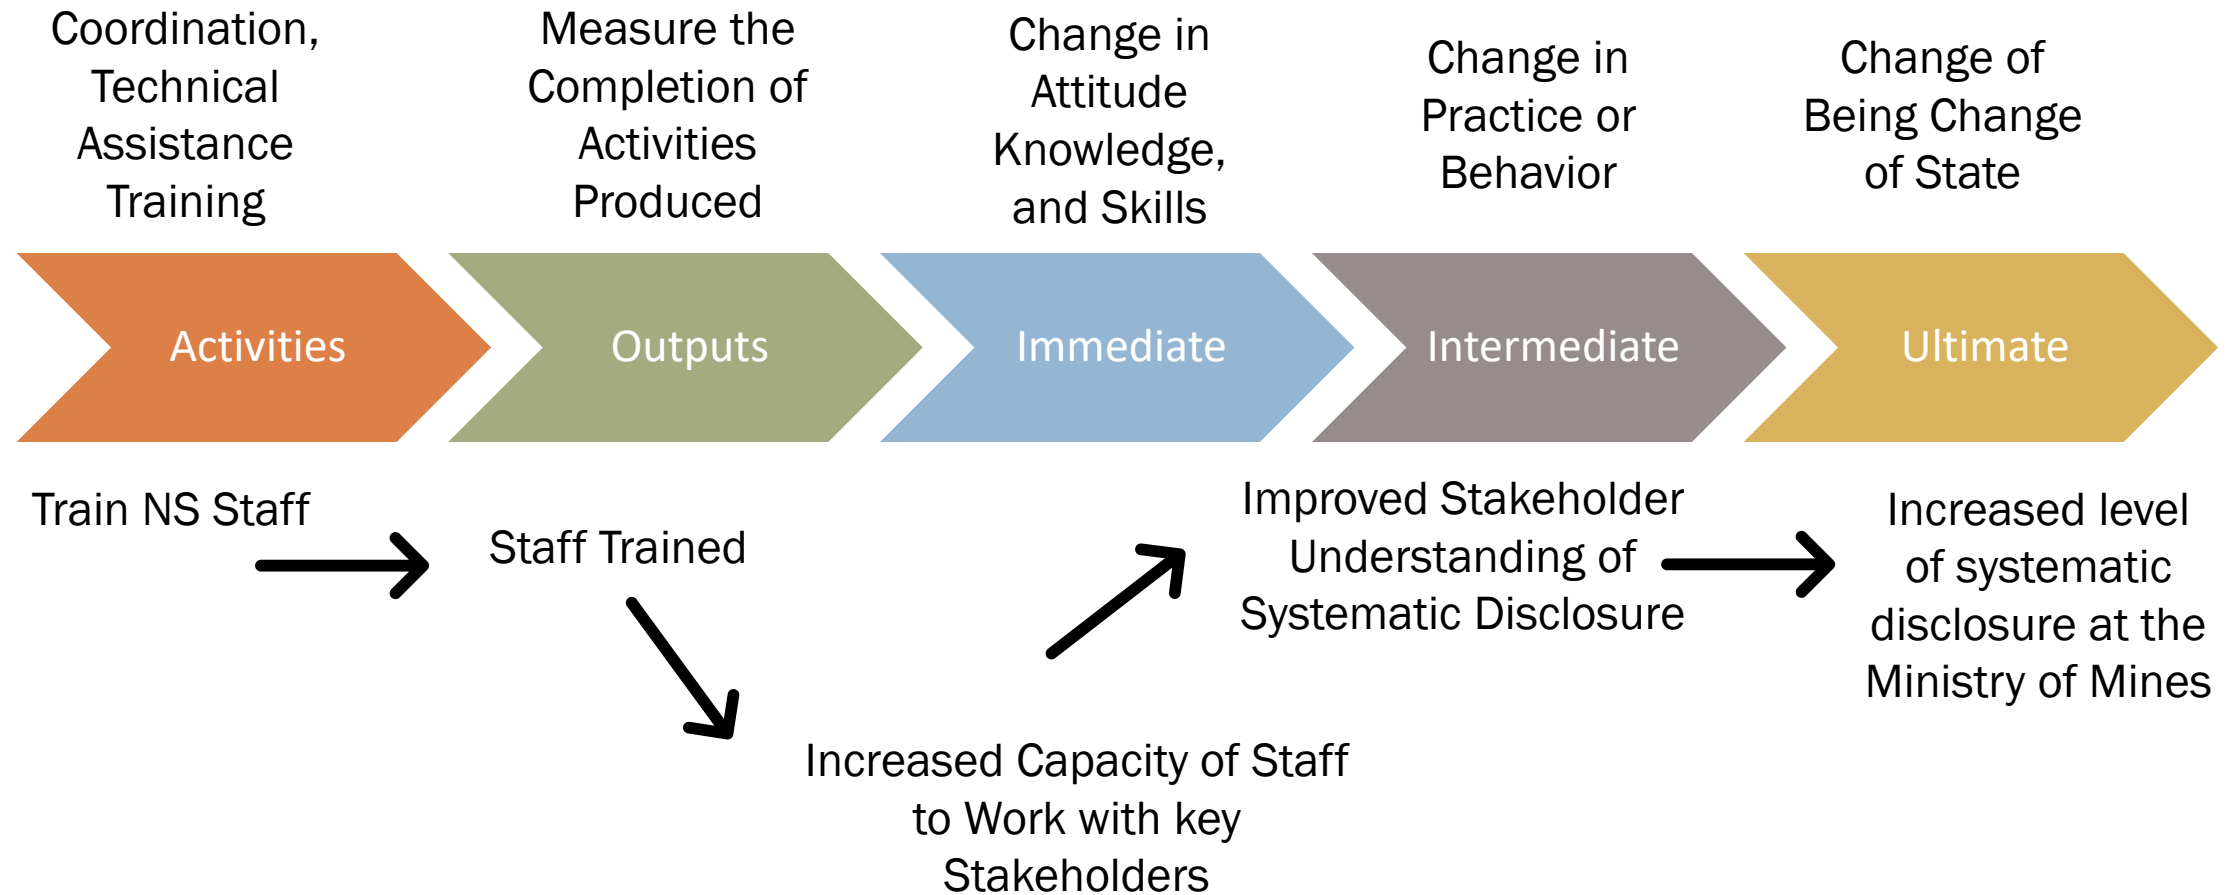 Coordination,
Technical
Assistance
Training
Measure the
Completion of
Activities
Produced
Change in
Attitude
Knowledge,
and Skills
Change in
Practice or
Behavior
Change of
Being Change
of State
Activities
Outputs
Immediate
Intermediate
Ultimate
Train NS Staff
Staff Trained
Increased Capacity of Staff
to Work with key
Stakeholders
Improved Stakeholder
Understanding of
Systematic Disclosure
Increased level
of systematic
disclosure at the
Ministry of Mines